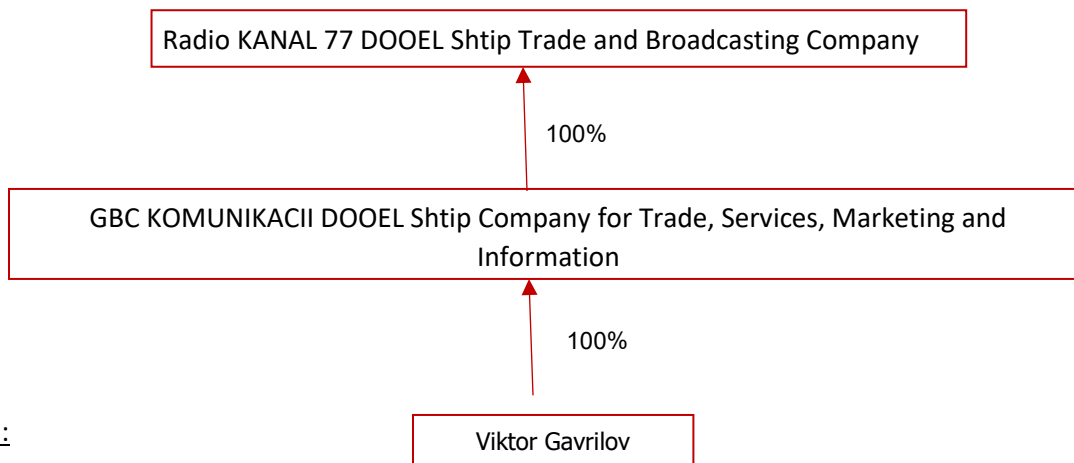 Radio KANAL 77 DOOEL Shtip Trade and Broadcasting Company
100%
GBC KOMUNIKACII DOOEL Shtip Company for Trade, Services, Marketing and
Information
100%
:
Viktor Gavrilov